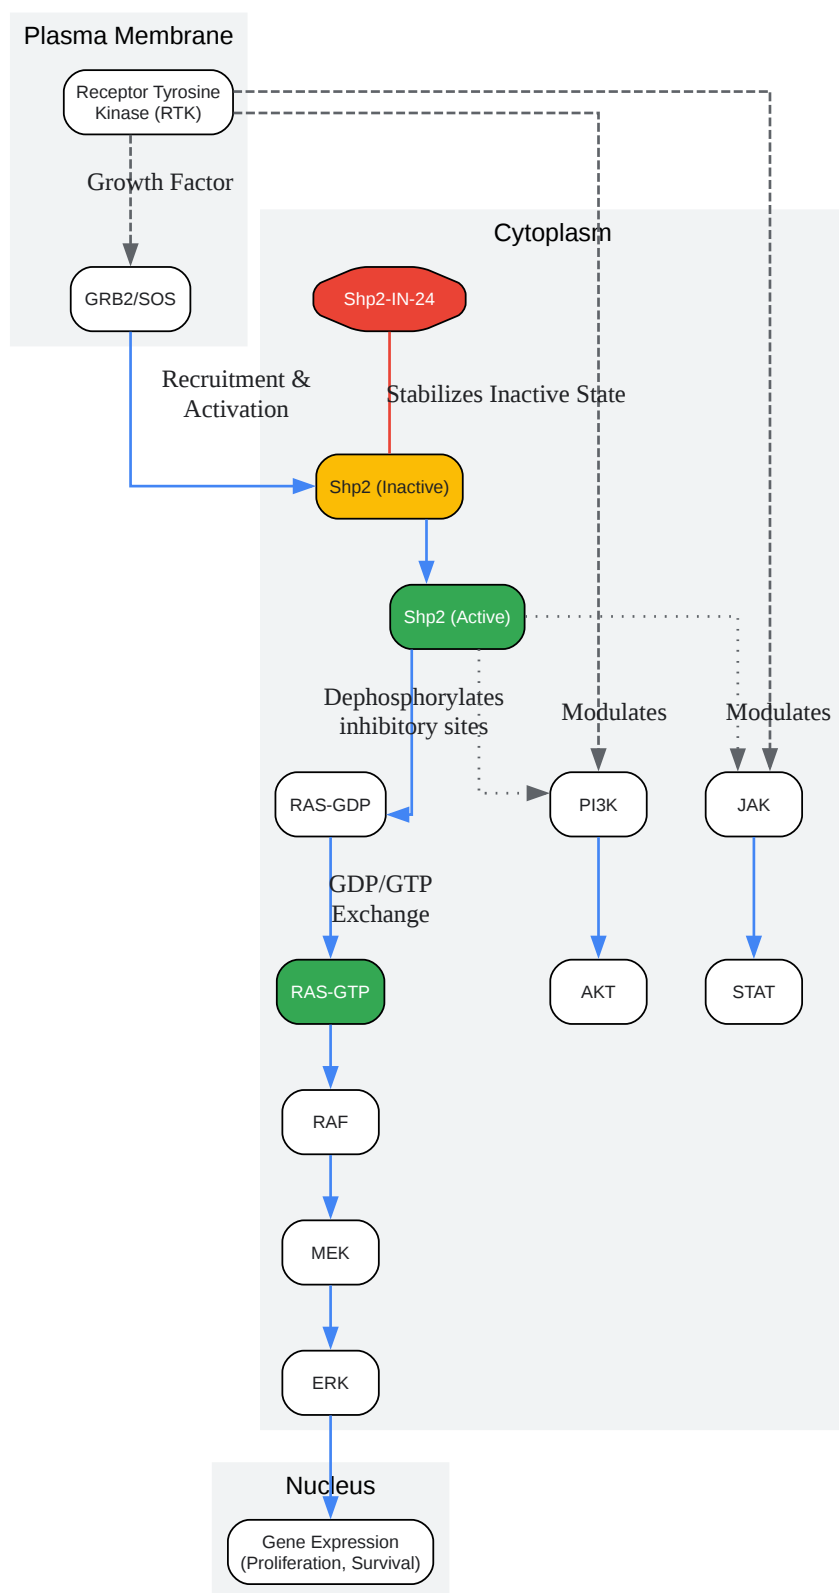 Plasma Membrane
Receptor Tyrosine
Kinase (RTK)
Growth Factor
Cytoplasm
GRB2/SOS
Shp2-IN-24
Recruitment &
Activation
Stabilizes Inactive State
Shp2 (Inactive)
Shp2 (Active)
Dephosphorylates
inhibitory sites
Modulates
Modulates
RAS-GDP
PI3K
JAK
GDP/GTP
Exchange
RAS-GTP
AKT
STAT
RAF
MEK
ERK
Nucleus
Gene Expression
(Proliferation, Survival)